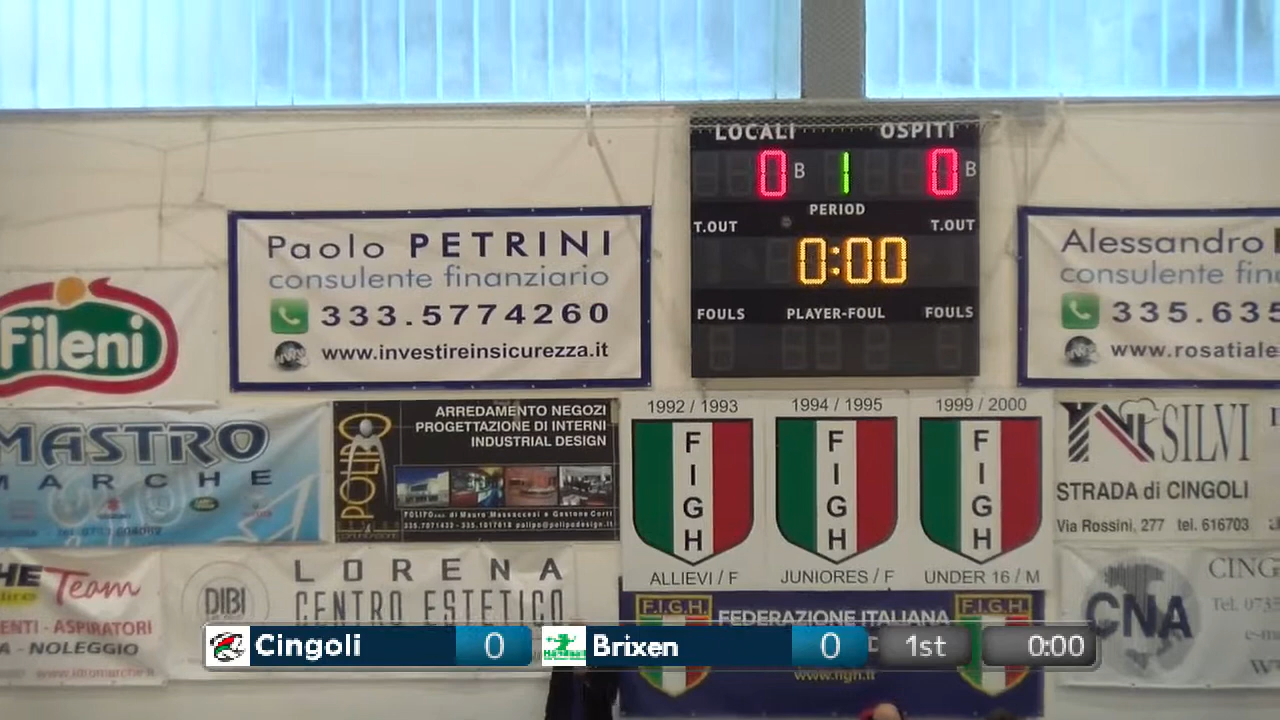 LOCALI OSPITI
0 B 1 0 B
PERIOD
T.OUT T.OUT
0:00
FOULS PLAYER-FOUL FOULS
Paolo PETRINI
consulente finanziario
333.5774260
www.investireinsicurezza.it
Alessandro
consulente fin
335.635
www.rosatiale
Fileni
MASTRO
MARCHE
POLIPO
ARREDAMENTO NEGOZI
PROGETTAZIONE DI INTERNI
INDUSTRIAL DESIGN
1992 / 1993
FIGH
ALLIEVI / F
1994 / 1995
FIGH
JUNIORES / F
1999 / 2000
FIGH
UNDER 16 / M
SILVI
STRADA di CINGOLI
Via Rossini, 277 tel. 616703
HE Team
ENTI - ASPIRATORI
A - NOLEGGIO
DIBI
LORENA
CENTRO ESTETICO
F.I.G.H. FEDERAZIONE ITALIANA F.I.G.H.
www.figh.it
CNA
CING
Tel. 073
Cingoli 0 Brixen 0 1st 0:00